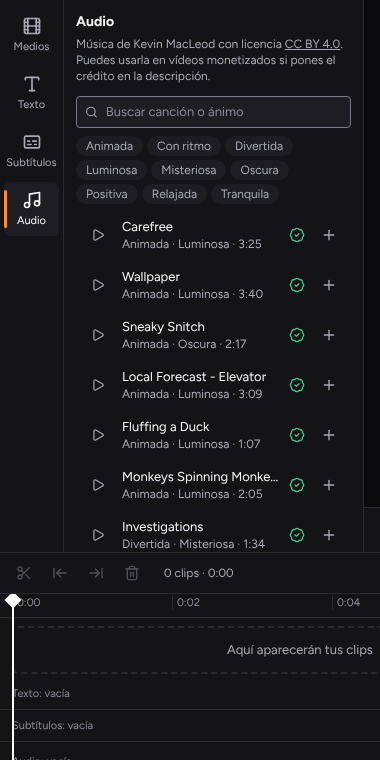 Medios
Texto
Subtítulos
Audio
Audio
Música de Kevin MacLeod con licencia CC BY 4.0.
Puedes usarla en vídeos monetizados si pones el
crédito en la descripción.
Buscar canción o ánimo
Animada Con ritmo Divertida
Luminosa Misteriosa Oscura
Positiva Relajada Tranquila
Carefree
Animada · Luminosa · 3:25
Wallpaper
Animada · Luminosa · 3:40
Sneaky Snitch
Animada · Oscura · 2:17
Local Forecast - Elevator
Animada · Luminosa · 3:09
Fluffing a Duck
Animada · Luminosa · 1:07
Monkeys Spinning Monke...
Animada · Luminosa · 2:05
Investigations
Divertida · Misteriosa · 1:34
0 clips · 0:00
0:00 0:02 0:04
Aquí aparecerán tus clips
Texto: vacía
Subtítulos: vacía
Audio: vacía